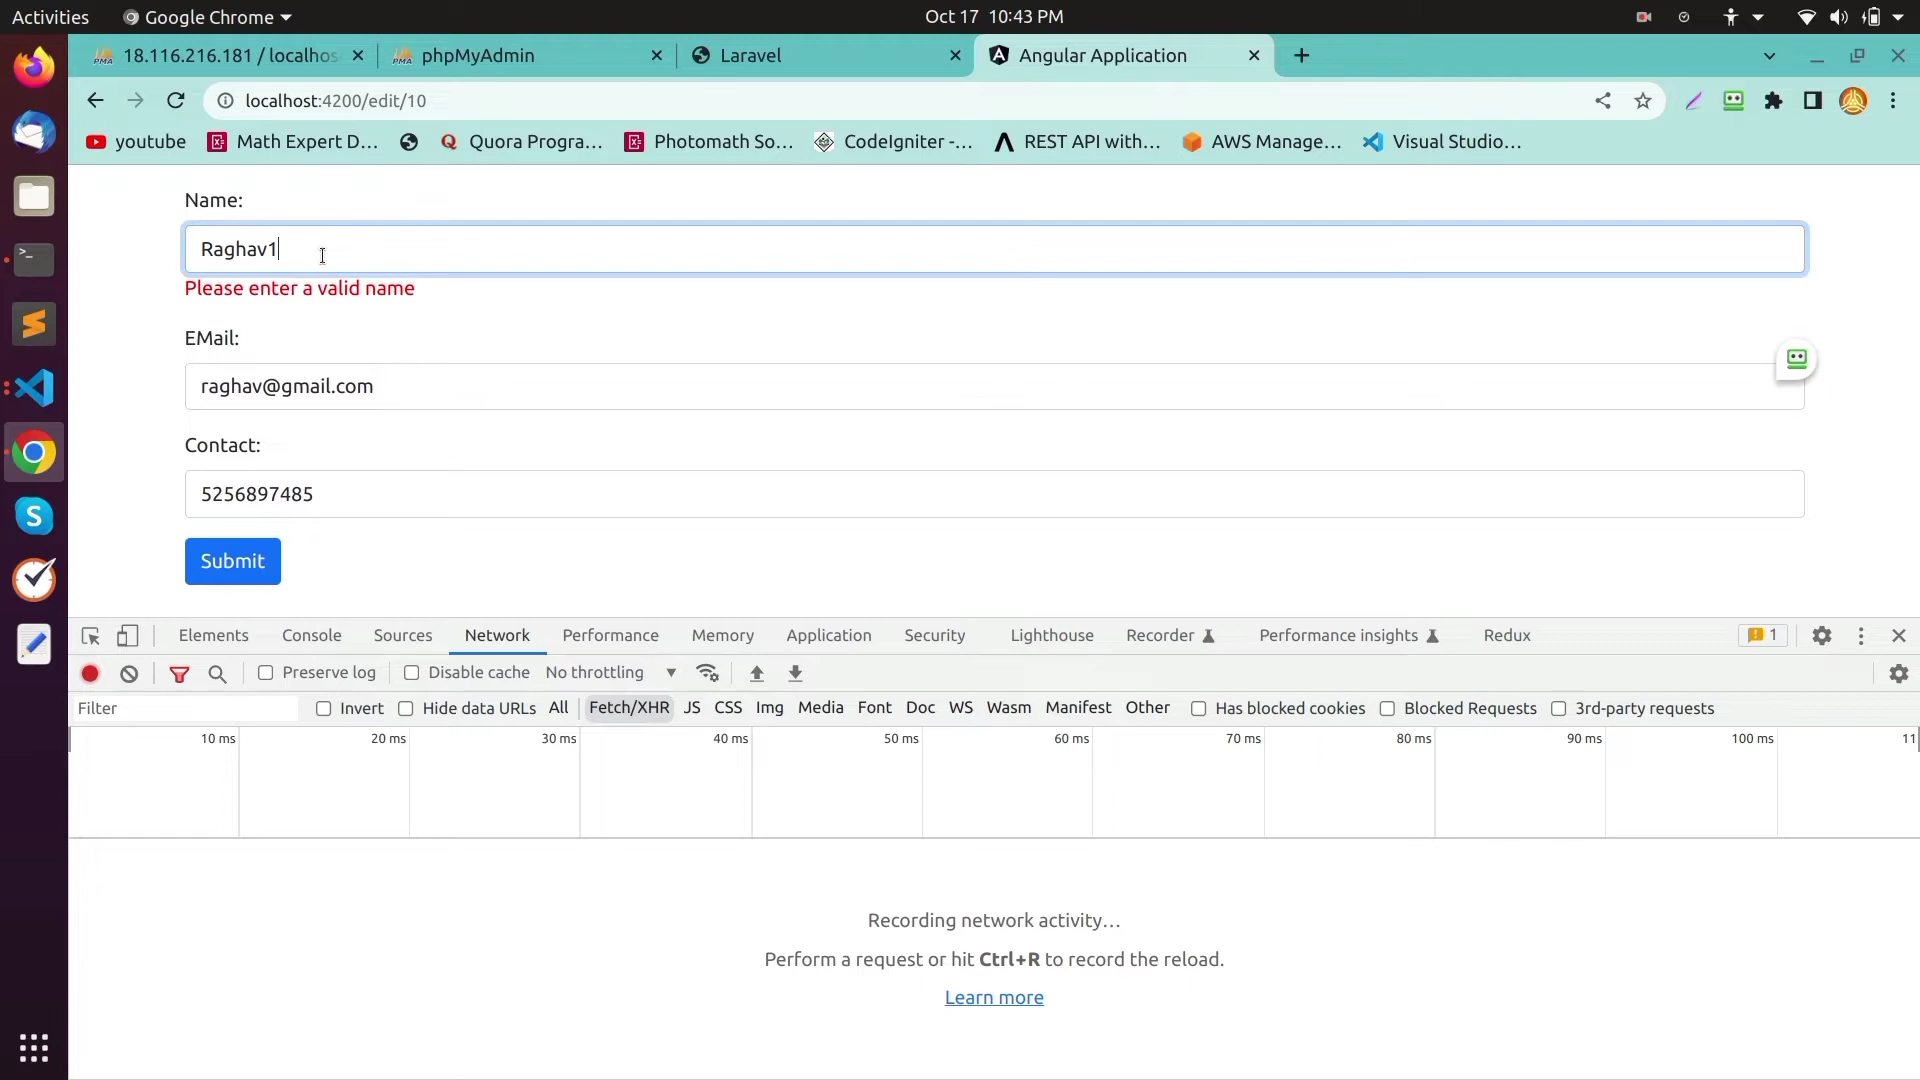 Activities Google Chrome Oct 17 10:43 PM
18.116.216.181 / localhos phpMyAdmin Laravel Angular Application
localhost:4200/edit/10
youtube Math Expert D... Quora Progra... Photomath So... CodeIgniter -... REST API with... AWS Manage... Visual Studio...
Name:
Raghav1
Please enter a valid name
EMail:
raghav@gmail.com
Contact:
5256897485
Submit
Elements Console Sources Network Performance Memory Application Security Lighthouse Recorder Performance insights Redux 1
Preserve log Disable cache No throttling
Filter Invert Hide data URLs All Fetch/XHR JS CSS Img Media Font Doc WS Wasm Manifest Other Has blocked cookies Blocked Requests 3rd-party requests
10 ms 20 ms 30 ms 40 ms 50 ms 60 ms 70 ms 80 ms 90 ms 100 ms 11
Recording network activity…
Perform a request or hit Ctrl+R to record the reload.
Learn more